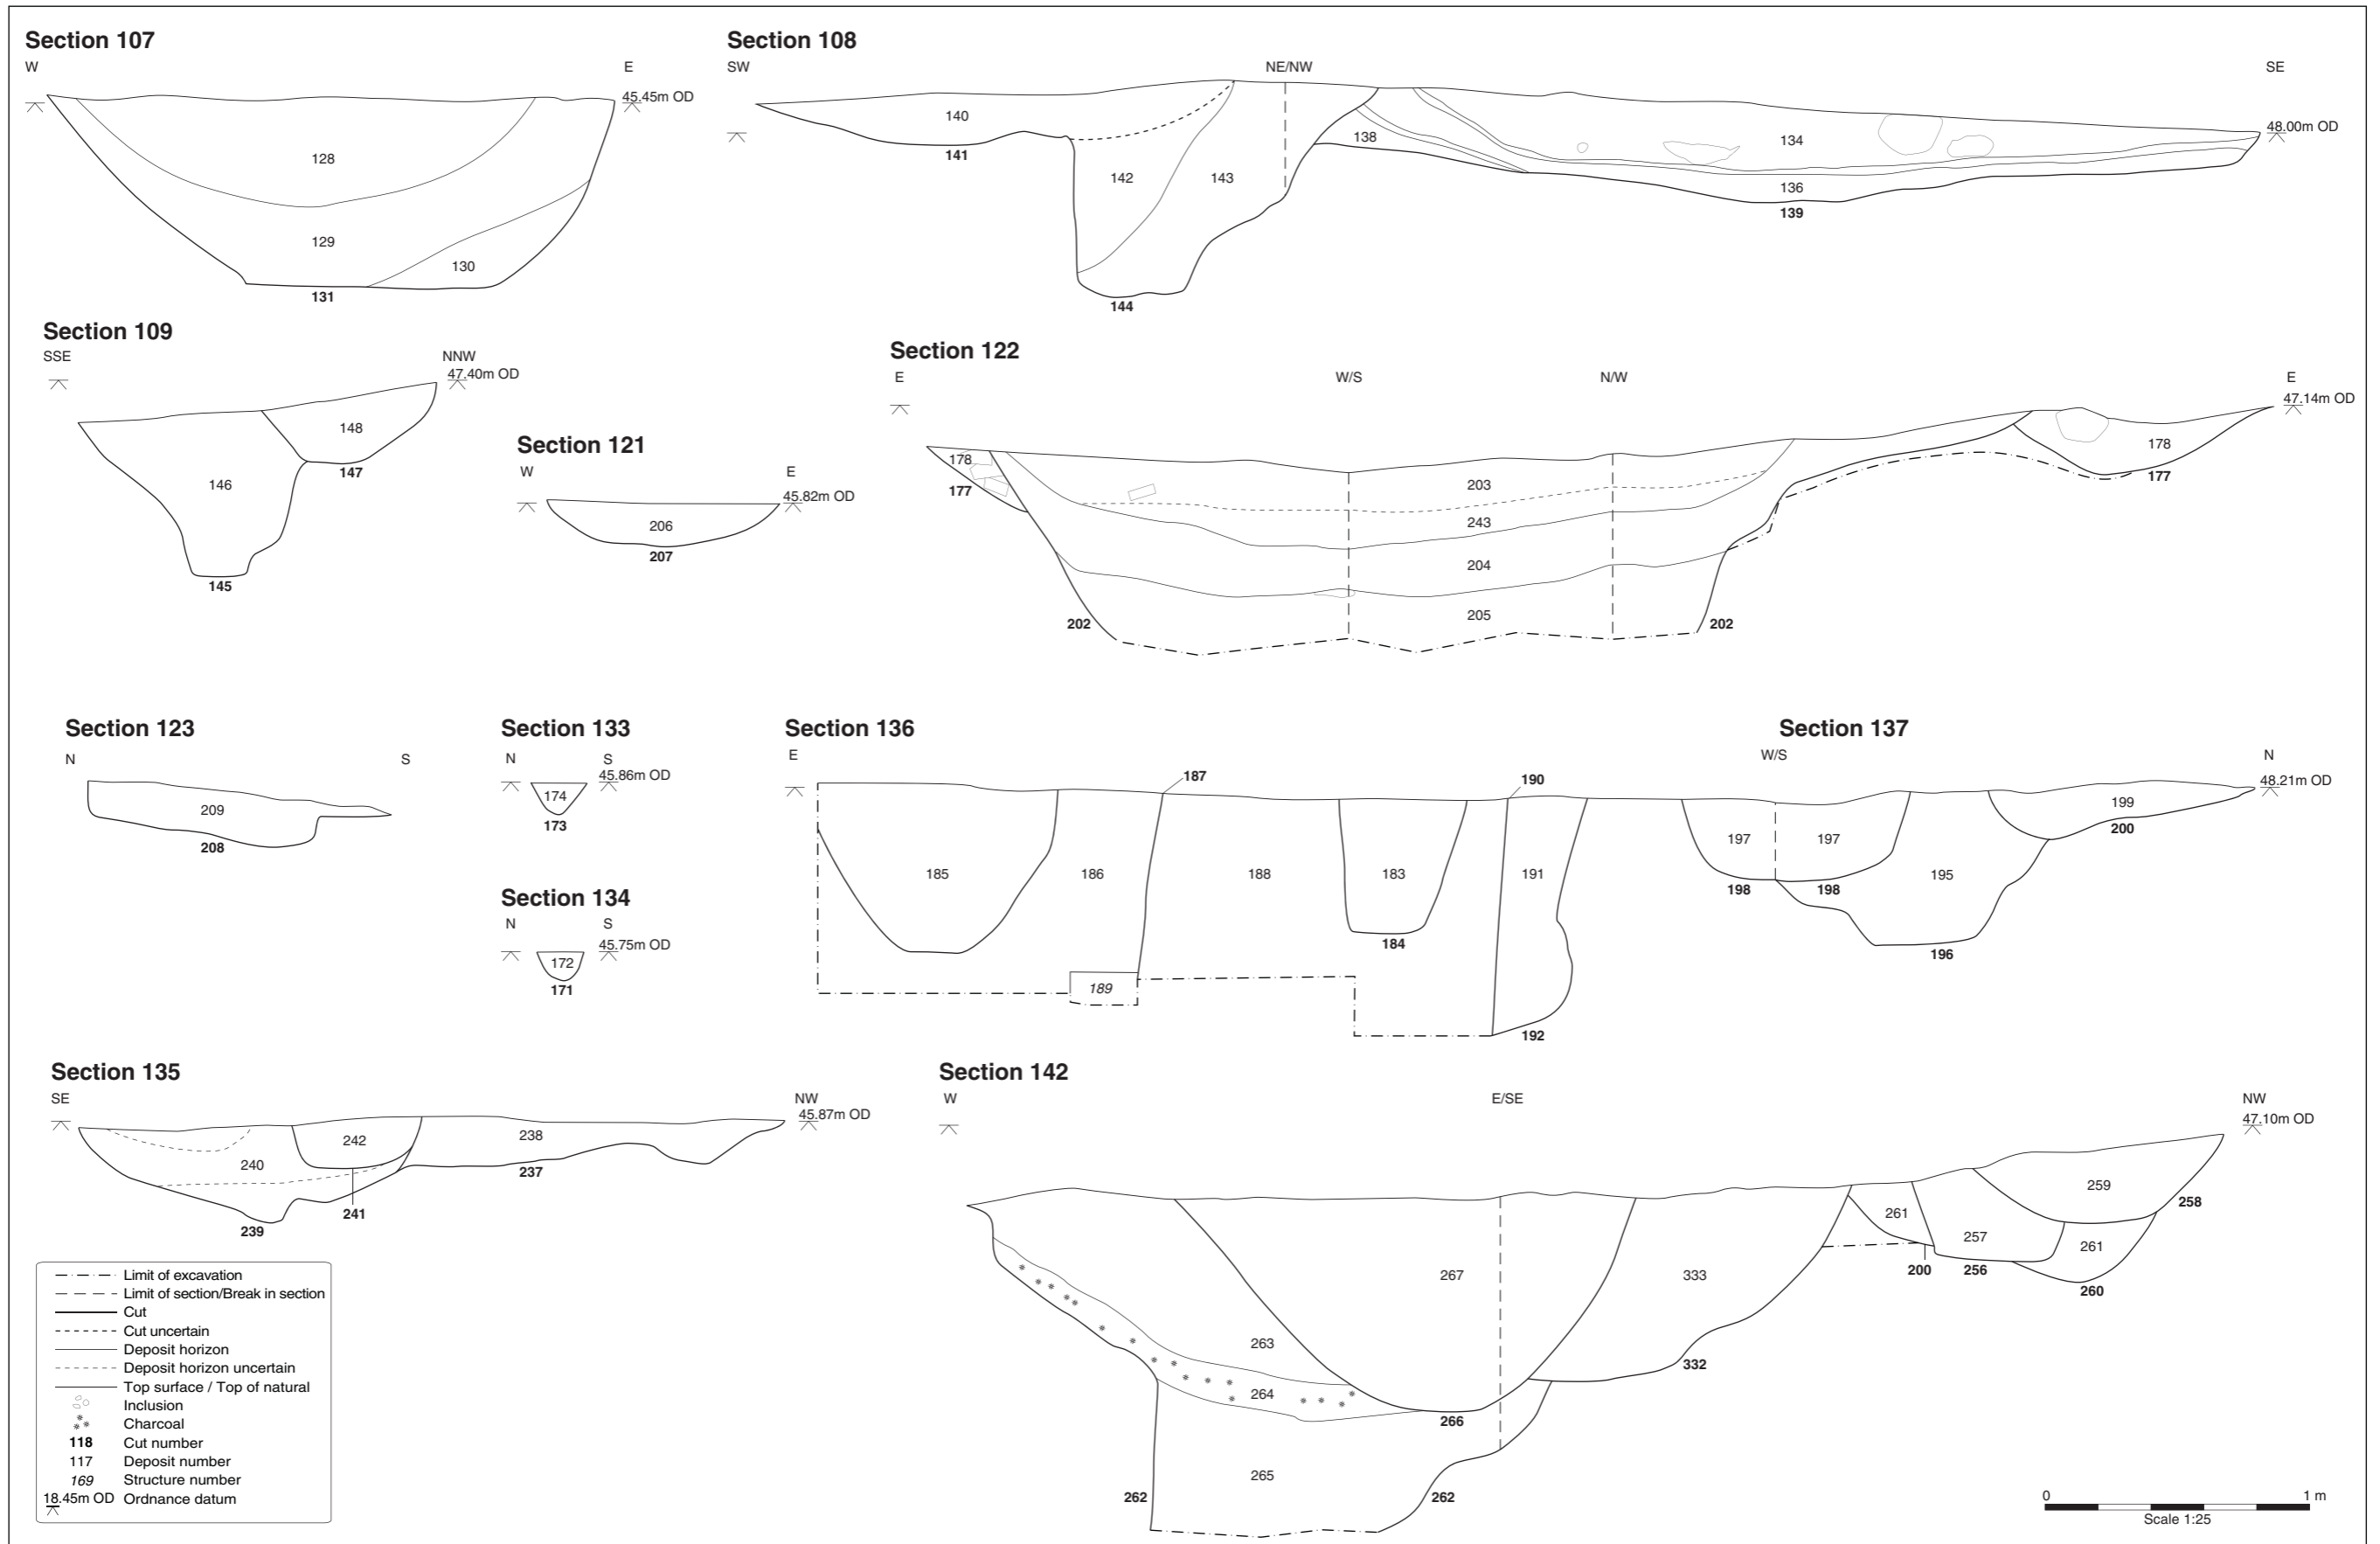 Section 107
W
E
45.45m OD
128
129
130
131
Section 108
SW
NE/NW
SE
48.00m OD
140
141
142
143
144
138
134
136
139
Section 109
SSE
NNW
47.40m OD
148
147
146
145
Section 121
W
E
45.82m OD
206
207
Section 122
E
W/S
N/W
E
47.14m OD
178
177
203
243
204
205
202
202
178
177
Section 123
N
S
209
208
Section 133
N
S
45.86m OD
174
173
Section 134
N
S
45.75m OD
172
171
Section 136
E
187
190
185
186
188
183
184
191
189
192
Section 137
W/S
N
48.21m OD
197
197
198
198
195
196
199
200
Section 135
SE
NW
45.87m OD
242
238
240
237
241
239
Section 142
W
E/SE
NW
47.10m OD
267
333
263
264
266
332
265
262
262
261
257
259
258
261
200
256
260
Limit of excavation
Limit of section/Break in section
Cut
Cut uncertain
Deposit horizon
Deposit horizon uncertain
Top surface / Top of natural
Inclusion
Charcoal
118 Cut number
117 Deposit number
169 Structure number
18.45m OD Ordnance datum
0
1 m
Scale 1:25